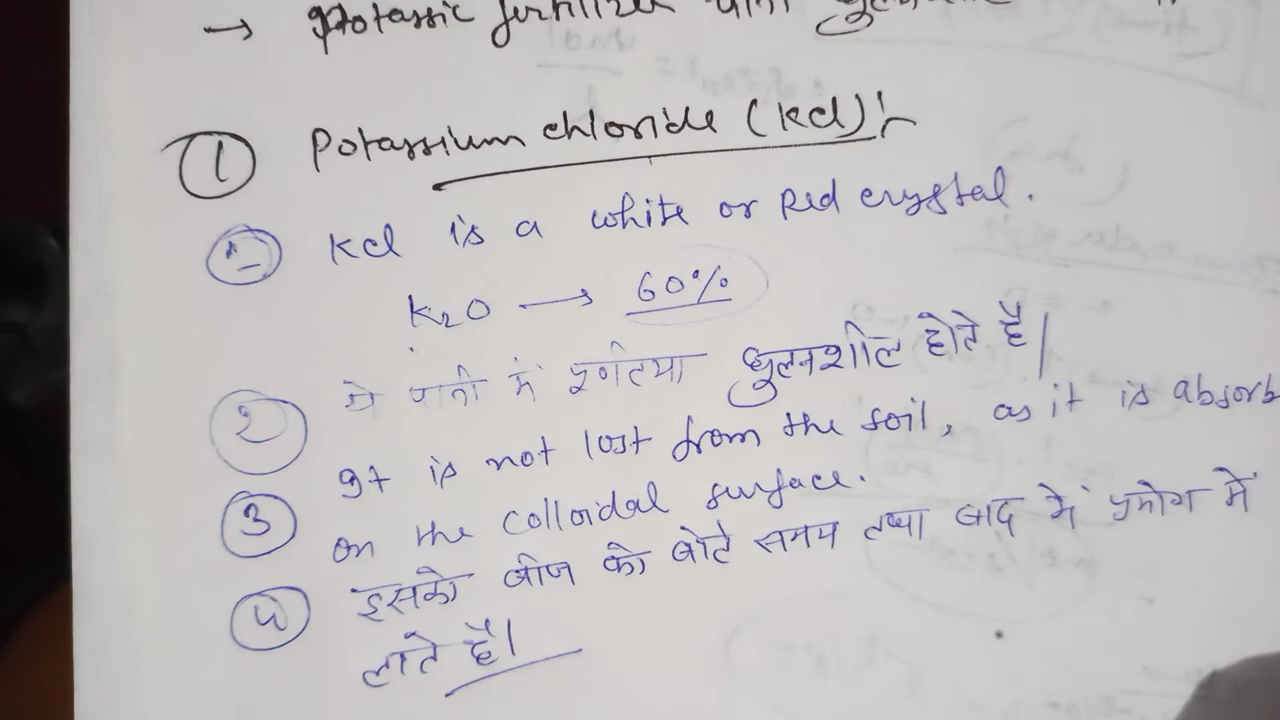 → Potassic fertilizer
① Potassium chloride (Kcl):-
① Kcl is a white or Red crystal.
K2O → 60%
② ये पानी में पूर्णतया घुलनशील होते है।
③ It is not lost from the soil, as it is absorb
on the colloidal surface.
④ इसको बीज को बोते समय तथा बाद में प्रयोग में
लाते है।